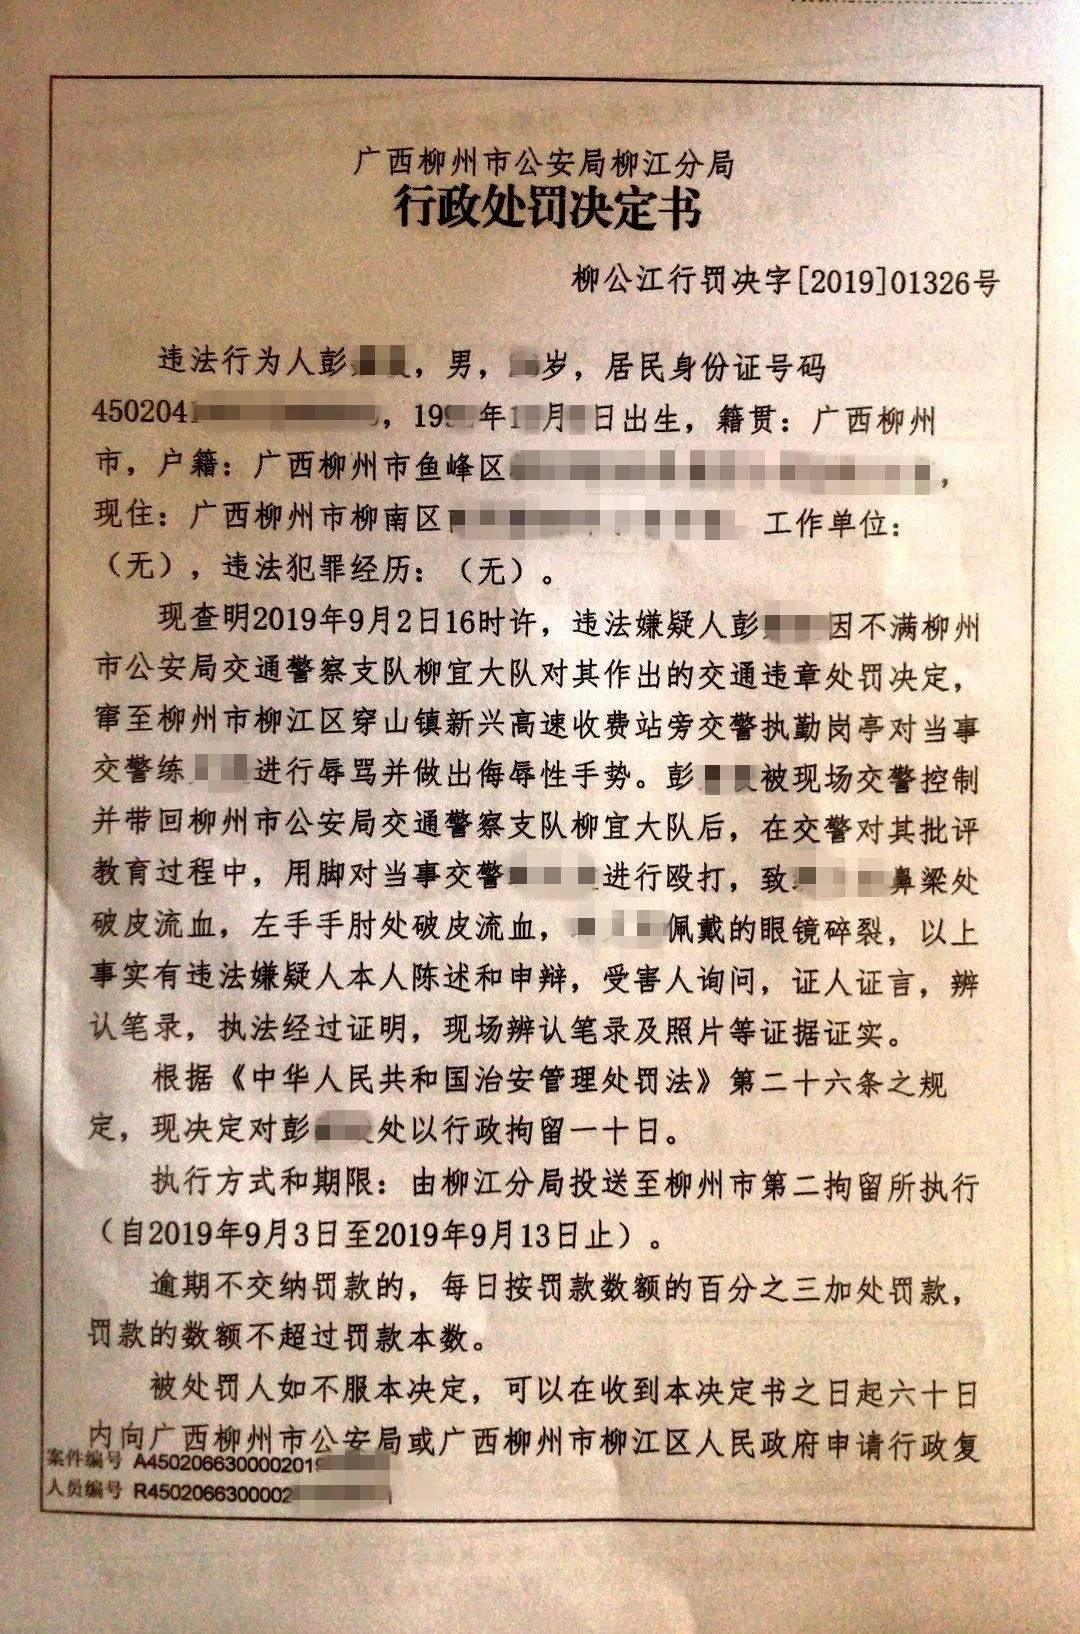 广西柳州市公安局柳江分局
行政处罚决定书
柳公江行罚决字[2019]01326号
违法行为人彭，男，岁，居民身份证号码
450204，199年1月日出生，籍贯：广西柳州
市，户籍：广西柳州市鱼峰区，
现住：广西柳州市柳南区 工作单位：
（无），违法犯罪经历：（无）。
现查明2019年9月2日16时许，违法嫌疑人彭因不满柳州
市公安局交通警察支队柳宜大队对其作出的交通违章处罚决定，
窜至柳州市柳江区穿山镇新兴高速收费站旁交警执勤岗亭对当事
交警练进行辱骂并做出侮辱性手势。彭被现场交警控制
并带回柳州市公安局交通警察支队柳宜大队后，在交警对其批评
教育过程中，用脚对当事交警进行殴打，致鼻梁处
破皮流血，左手手肘处破皮流血，佩戴的眼镜碎裂，以上
事实有违法嫌疑人本人陈述和申辩，受害人询问，证人证言，辨
认笔录，执法经过证明，现场辨认笔录及照片等证据证实。
根据《中华人民共和国治安管理处罚法》第二十六条之规
定，现决定对彭处以行政拘留一十日。
执行方式和期限：由柳江分局投送至柳州市第二拘留所执行
（自2019年9月3日至2019年9月13日止）。
逾期不交纳罚款的，每日按罚款数额的百分之三加处罚款，
罚款的数额不超过罚款本数。
被处罚人如不服本决定，可以在收到本决定书之日起六十日
内向广西柳州市公安局或广西柳州市柳江区人民政府申请行政复
案件编号 A4502066300002019
人员编号 R4502066300002